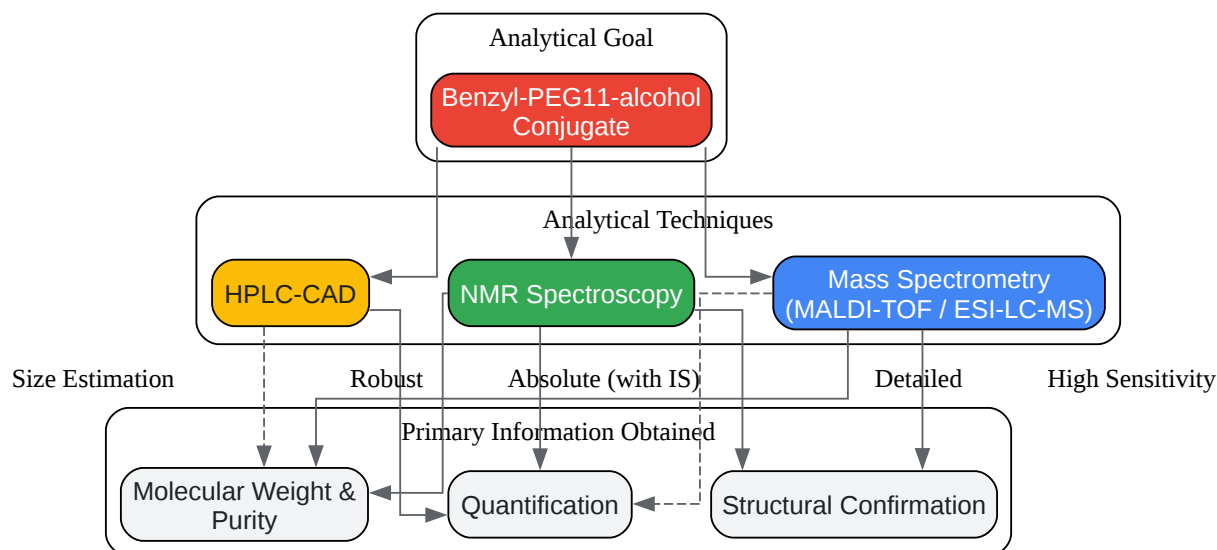 Analytical Goal
Benzyl-PEG11-alcohol
Conjugate
Analytical Techniques
HPLC-CAD
NMR Spectroscopy
Mass Spectrometry
(MALDI-TOF / ESI-LC-MS)
Size Estimation
Robust
Absolute (with IS)
Detailed
High Sensitivity
Primary Information Obtained
Molecular Weight &
Purity
Quantification
Structural Confirmation